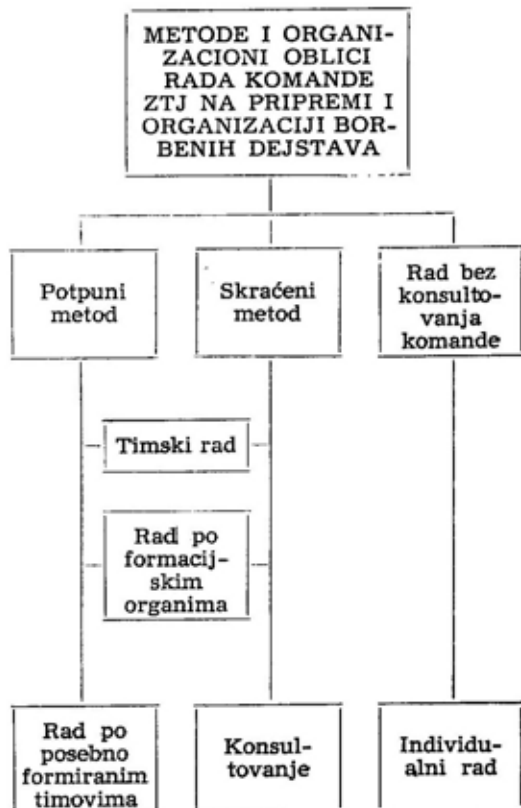 METODE I ORGANI-
ZACIONI OBLICI
RADA KOMANDE
ZTJ NA PRIPREMI I
ORGANIZACIJI BOR-
BENIH DEJSTAVA
Potpuni
metod
Skraćeni
metod
Rad bez
konsulto-
vanja
komande
Timski rad
Rad po
formacij-
skim
organima
Rad po
posebno
formiranim
timovima
Konsul-
tovanje
Individu-
alni rad